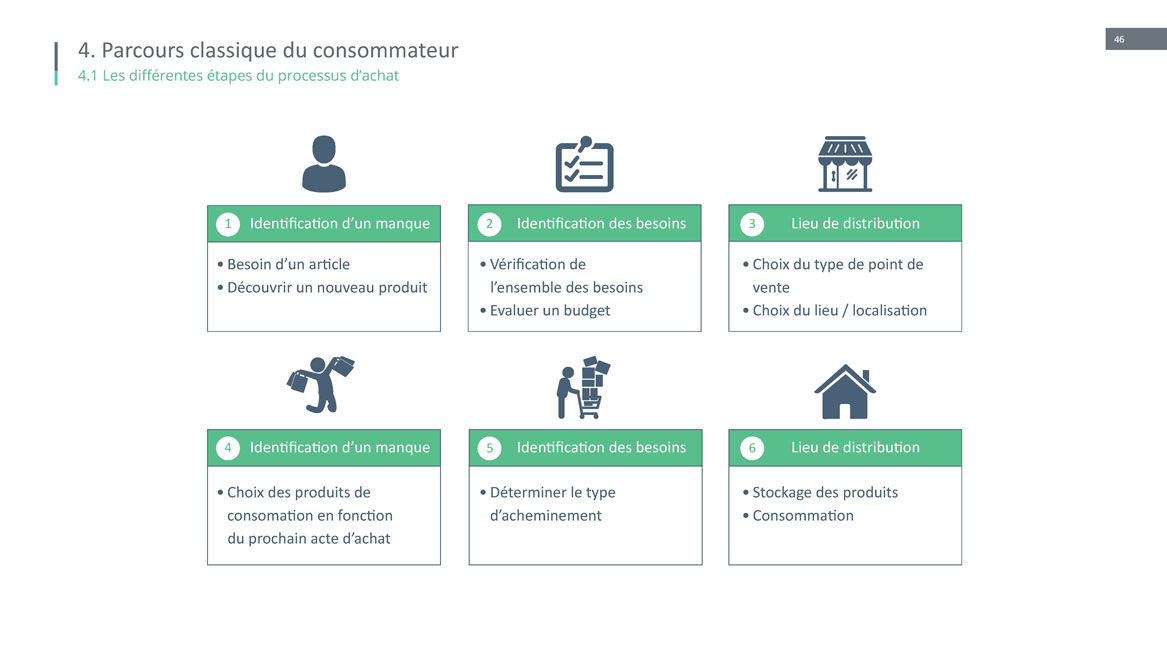 46
4. Parcours classique du consommateur
4.1 Les différentes étapes du processus d’achat
1 Identification d’un manque
• Besoin d’un article
• Découvrir un nouveau produit
2 Identification des besoins
• Vérification de
l’ensemble des besoins
• Evaluer un budget
3 Lieu de distribution
• Choix du type de point de
vente
• Choix du lieu / localisation
4 Identification d’un manque
• Choix des produits de
consomation en fonction
du prochain acte d’achat
5 Identification des besoins
• Déterminer le type
d’acheminement
6 Lieu de distribution
• Stockage des produits
• Consommation